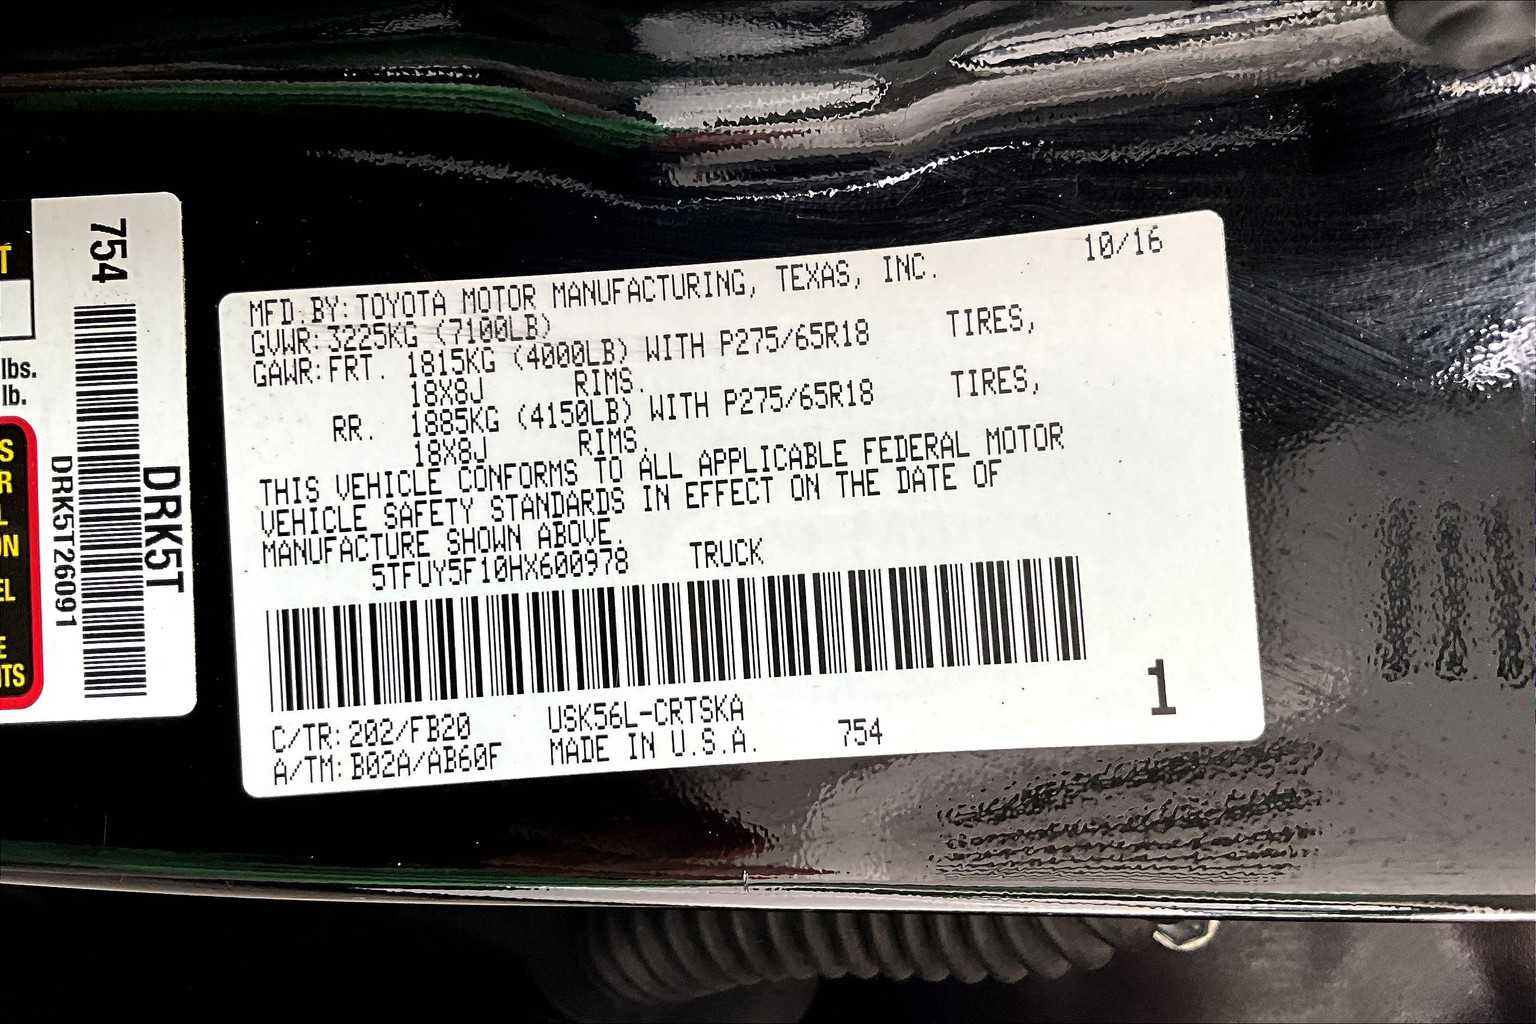 T
lbs.
lb.
S
R
L
ON
EL
E
ITS
754
DRK5T26091
DRK5T
10/16
MFD.BY:TOYOTA MOTOR MANUFACTURING, TEXAS, INC.
GVWR:3225KG (7100LB)
GAWR:FRT. 1815KG (4000LB) WITH P275/65R18 TIRES,
18X8J RIMS.
RR. 1885KG (4150LB) WITH P275/65R18 TIRES,
18X8J RIMS.
THIS VEHICLE CONFORMS TO ALL APPLICABLE FEDERAL MOTOR
VEHICLE SAFETY STANDARDS IN EFFECT ON THE DATE OF
MANUFACTURE SHOWN ABOVE.
5TFUY5F10HX600978 TRUCK
C/TR:202/FB20 USK56L-CRTSKA
A/TM:B02A/AB60F MADE IN U.S.A. 754
1